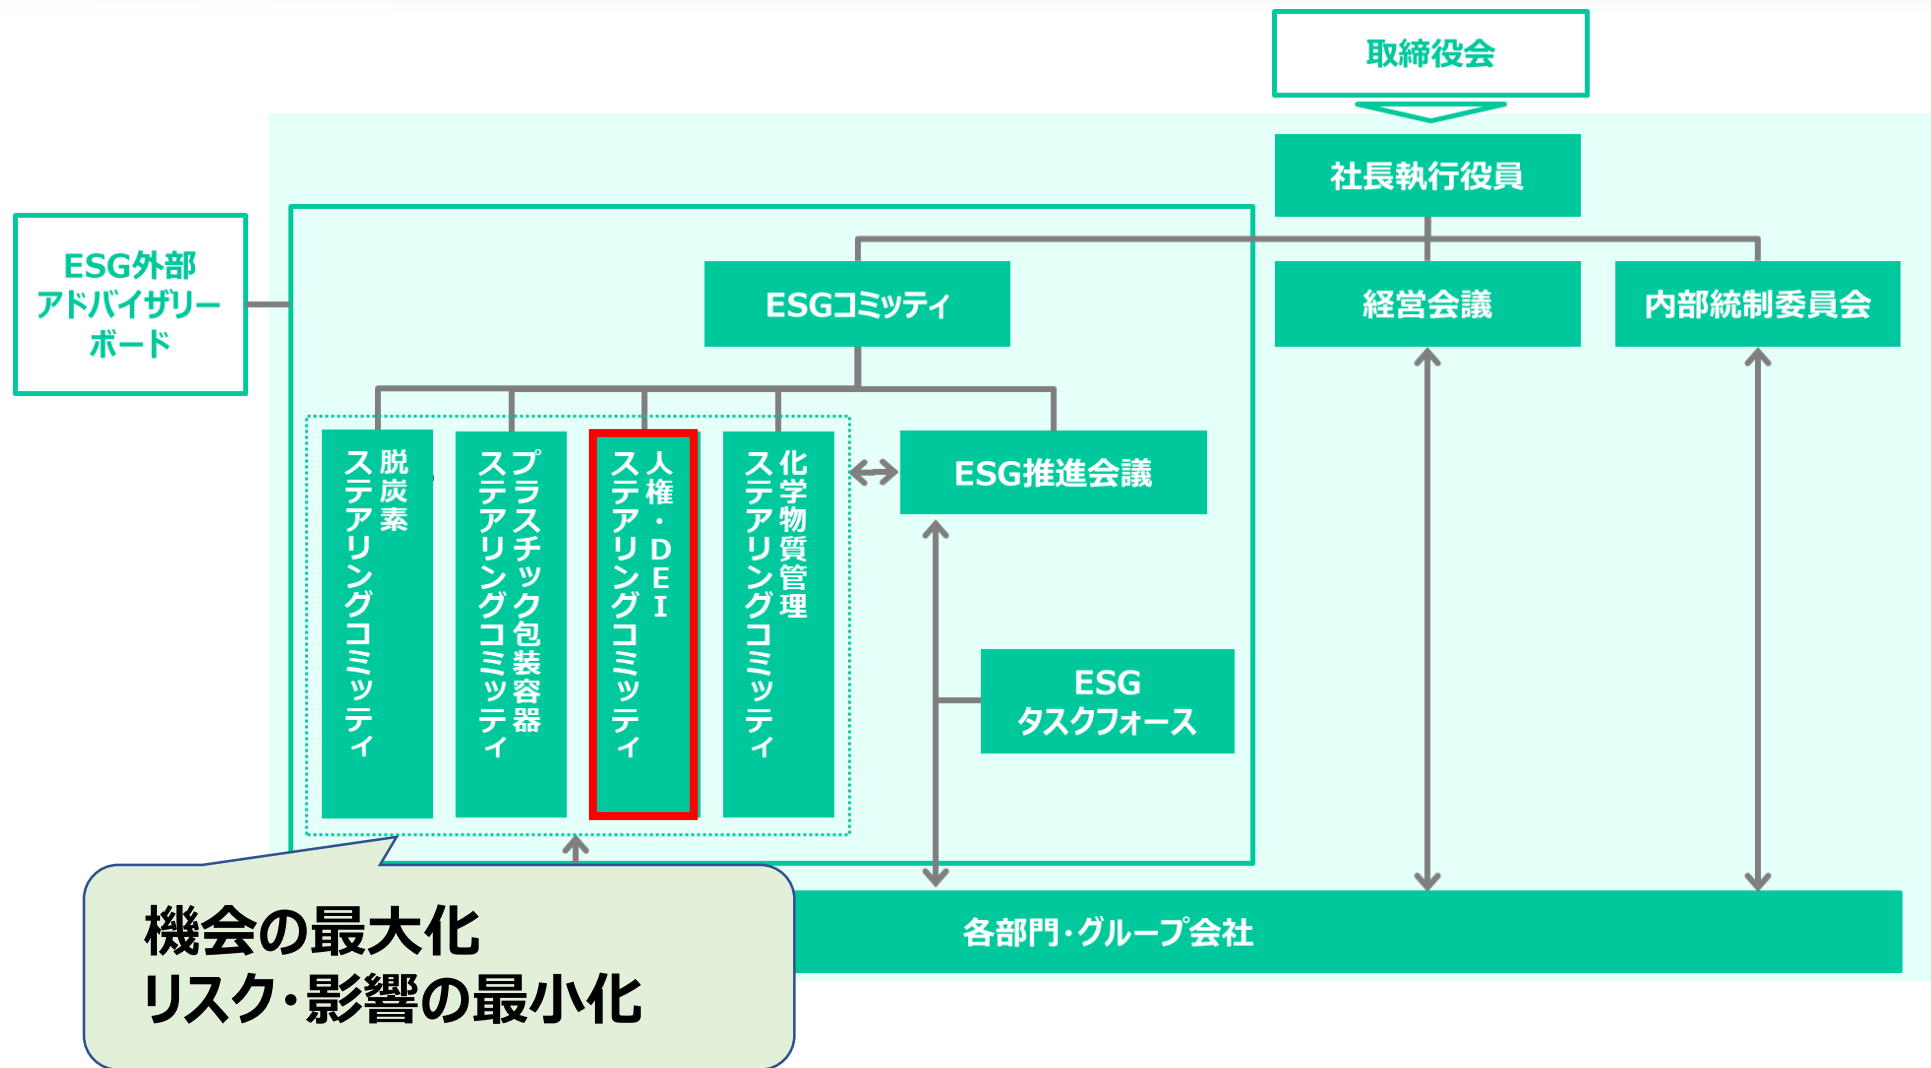 取締役会
社長執行役員
ESG外部
アドバイザリー
ボード
ESGコミッティ
経営会議
内部統制委員会
脱炭素
ステアリングコミッティ
プラスチック包装容器
ステアリングコミッティ
人権・DEI
ステアリングコミッティ
化学物質管理
ステアリングコミッティ
ESG推進会議
ESG
タスクフォース
各部門・グループ会社
機会の最大化
リスク・影響の最小化